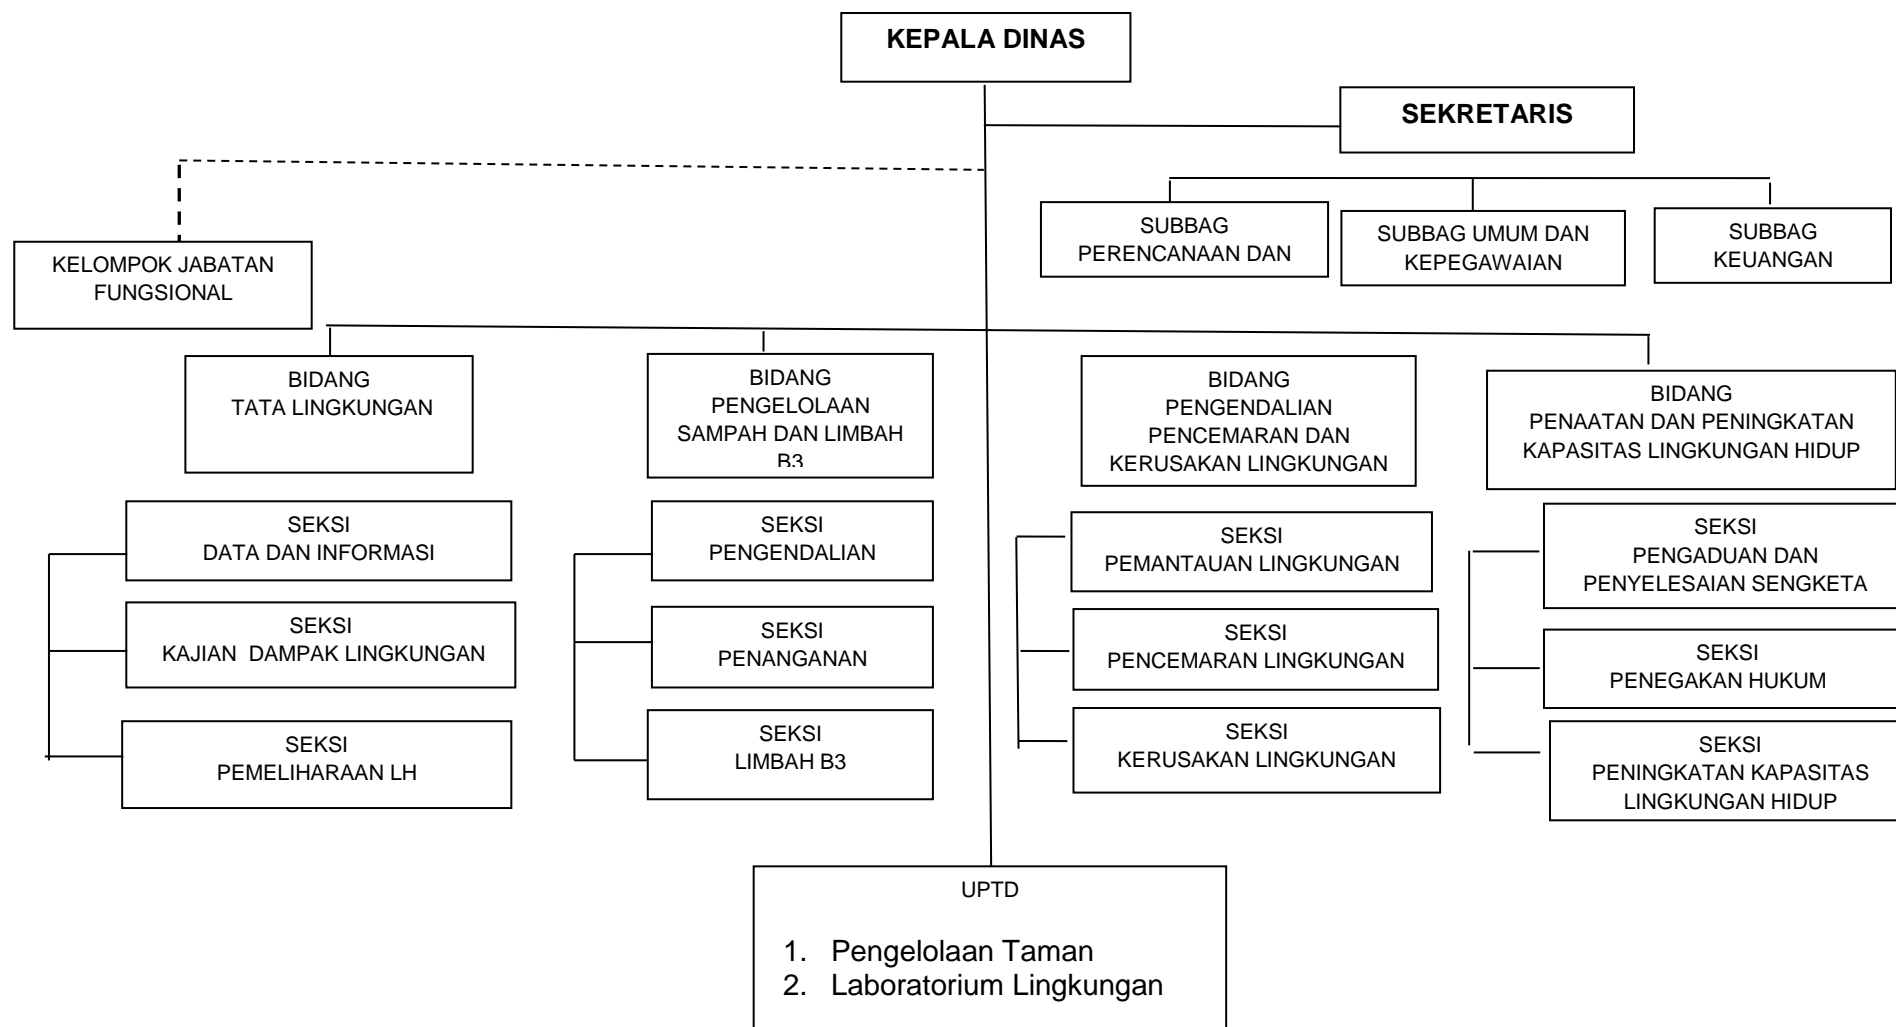 KEPALA DINAS
SEKRETARIS
SUBBAG
PERENCANAAN DAN
SUBBAG UMUM DAN
KEPEGAWAIAN
SUBBAG
KEUANGAN
KELOMPOK JABATAN
FUNGSIONAL
BIDANG
TATA LINGKUNGAN
BIDANG
PENGELOLAAN
SAMPAH DAN LIMBAH
B3
BIDANG
PENGENDALIAN
PENCEMARAN DAN
KERUSAKAN LINGKUNGAN
BIDANG
PENAATAN DAN PENINGKATAN
KAPASITAS LINGKUNGAN HIDUP
SEKSI
DATA DAN INFORMASI
SEKSI
KAJIAN  DAMPAK LINGKUNGAN
SEKSI
PEMELIHARAAN LH
SEKSI
PENGENDALIAN
SEKSI
PENANGANAN
SEKSI
LIMBAH B3
SEKSI
PEMANTAUAN LINGKUNGAN
SEKSI
PENCEMARAN LINGKUNGAN
SEKSI
KERUSAKAN LINGKUNGAN
SEKSI
PENGADUAN DAN
PENYELESAIAN SENGKETA
SEKSI
PENEGAKAN HUKUM
SEKSI
PENINGKATAN KAPASITAS
LINGKUNGAN HIDUP
UPTD
1. Pengelolaan Taman
2. Laboratorium Lingkungan